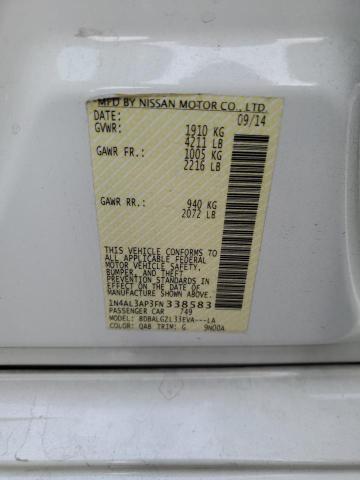 MFD BY NISSAN MOTOR CO., LTD.
DATE: 09/14
GVWR: 1910 KG
4211 LB
GAWR FR.: 1005 KG
2216 LB
GAWR RR.: 940 KG
2072 LB
THIS VEHICLE CONFORMS
TO ALL APPLICABLE FEDERAL
MOTOR VEHICLE SAFETY,
BUMPER, AND THEFT
PREVENTION STANDARDS IN
EFFECT ON THE DATE OF
MANUFACTURE SHOWN ABOVE.
1N4AL3AP3FN338583
PASSENGER CAR 749
MODEL: BDBALGZL33EVA---LA
COLOR: QAB TRIM: G 9N00A